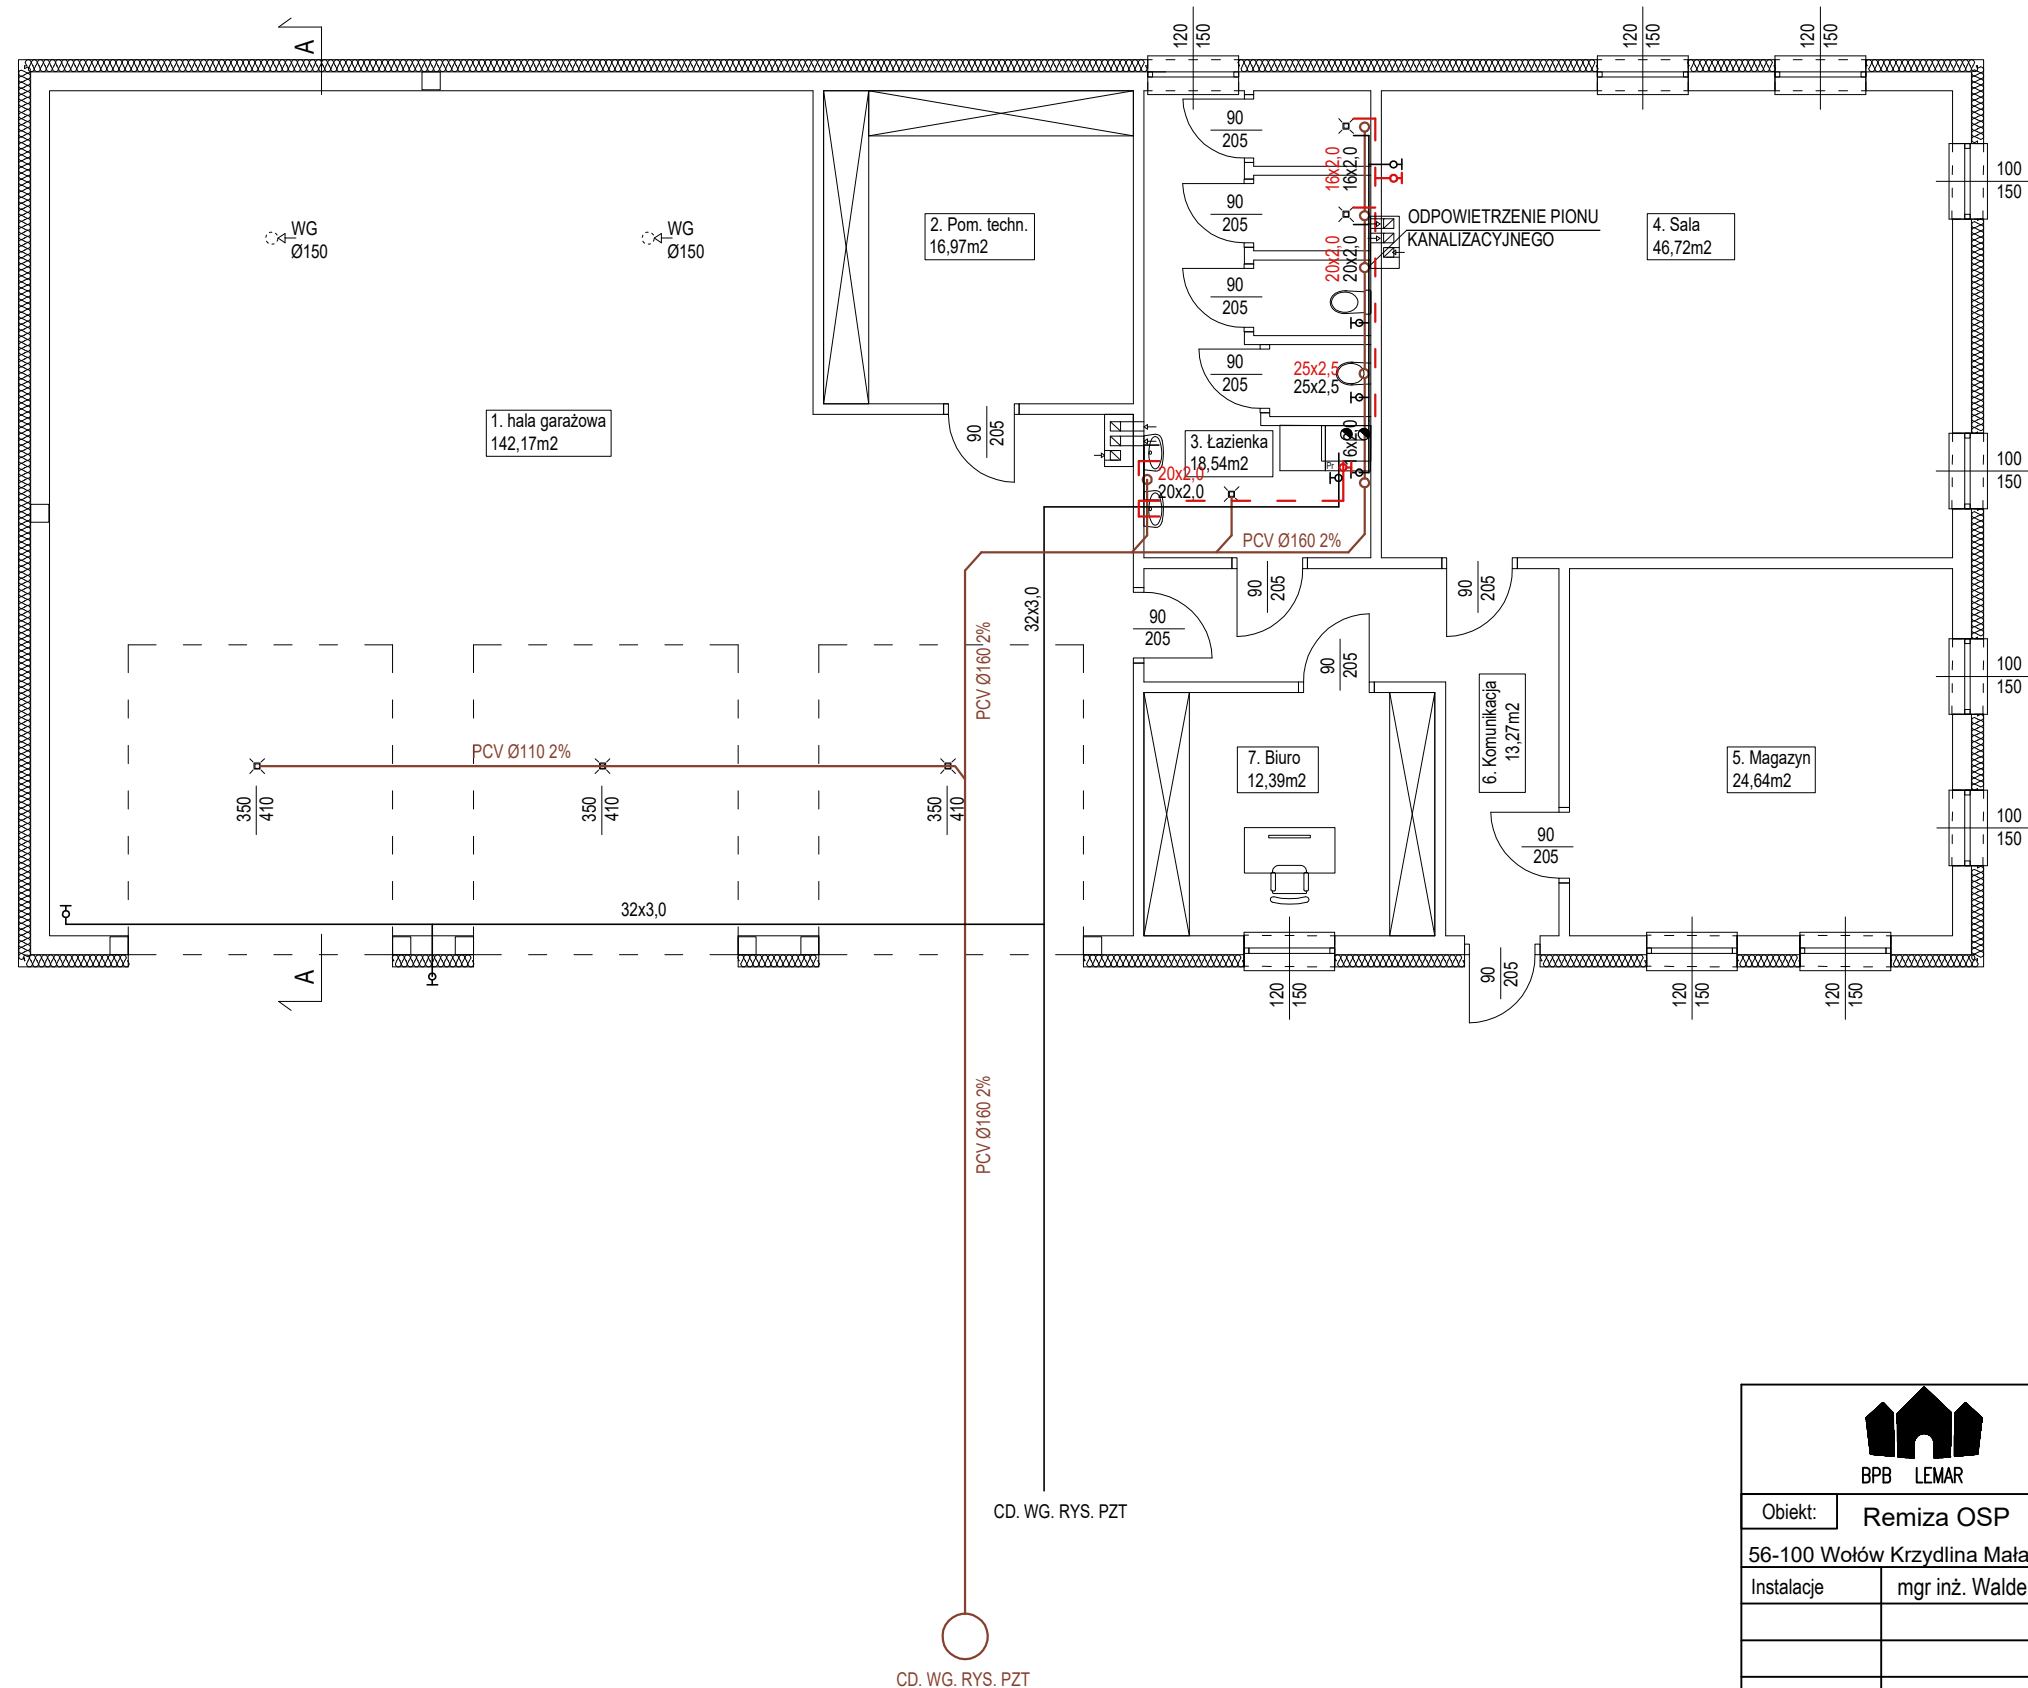 A
120
150
120
150
120
150
90
205
16x2,0
16x2,0
100
150
WG
Ø150
WG
Ø150
2. Pom. techn.
16,97m2
90
205
ODPOWIETRZENIE PIONU
KANALIZACYJNEGO
4. Sala
46,72m2
20x2,0
20x2,0
90
205
90
205
25x2,5
25x2,5
1. hala garażowa
142,17m2
90
205
3. Łazienka
18,54m2
16x2,0
100
150
20x2,0
20x2,0
PCV Ø160 2%
32x3,0
90
205
90
205
90
205
90
205
PCV Ø160 2%
100
150
6. Komunikacja
13,27m2
PCV Ø110 2%
7. Biuro
12,39m2
5. Magazyn
24,64m2
350
410
350
410
350
410
90
205
100
150
32x3,0
A
90
205
120
150
120
150
120
150
PCV Ø160 2%
CD. WG. RYS. PZT
CD. WG. RYS. PZT
BPB LEMAR
Obiekt:
Remiza OSP
56-100 Wołów Krzydlina Mała
Instalacje
mgr inż. Walde